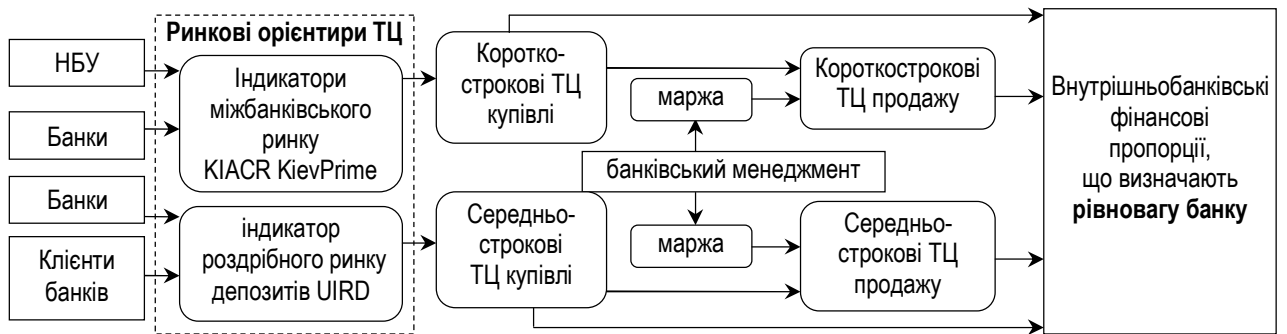 НБУ
Банки
Банки
Клієнти
банків
Ринкові орієнтири ТЦ
Індикатори
міжбанківського
ринку
KIACR KievPrime
індикатор
роздрібного ринку
депозитів UIRD
Коротко-
строкові ТЦ
купівлі
Середньо-
строкові
ТЦ купівлі
маржа
банківський менеджмент
маржа
Короткострокові
ТЦ продажу
Середньо-
строкові ТЦ
продажу
Внутрішньобанківські
фінансові
пропорції,
що визначають
рівновагу банку